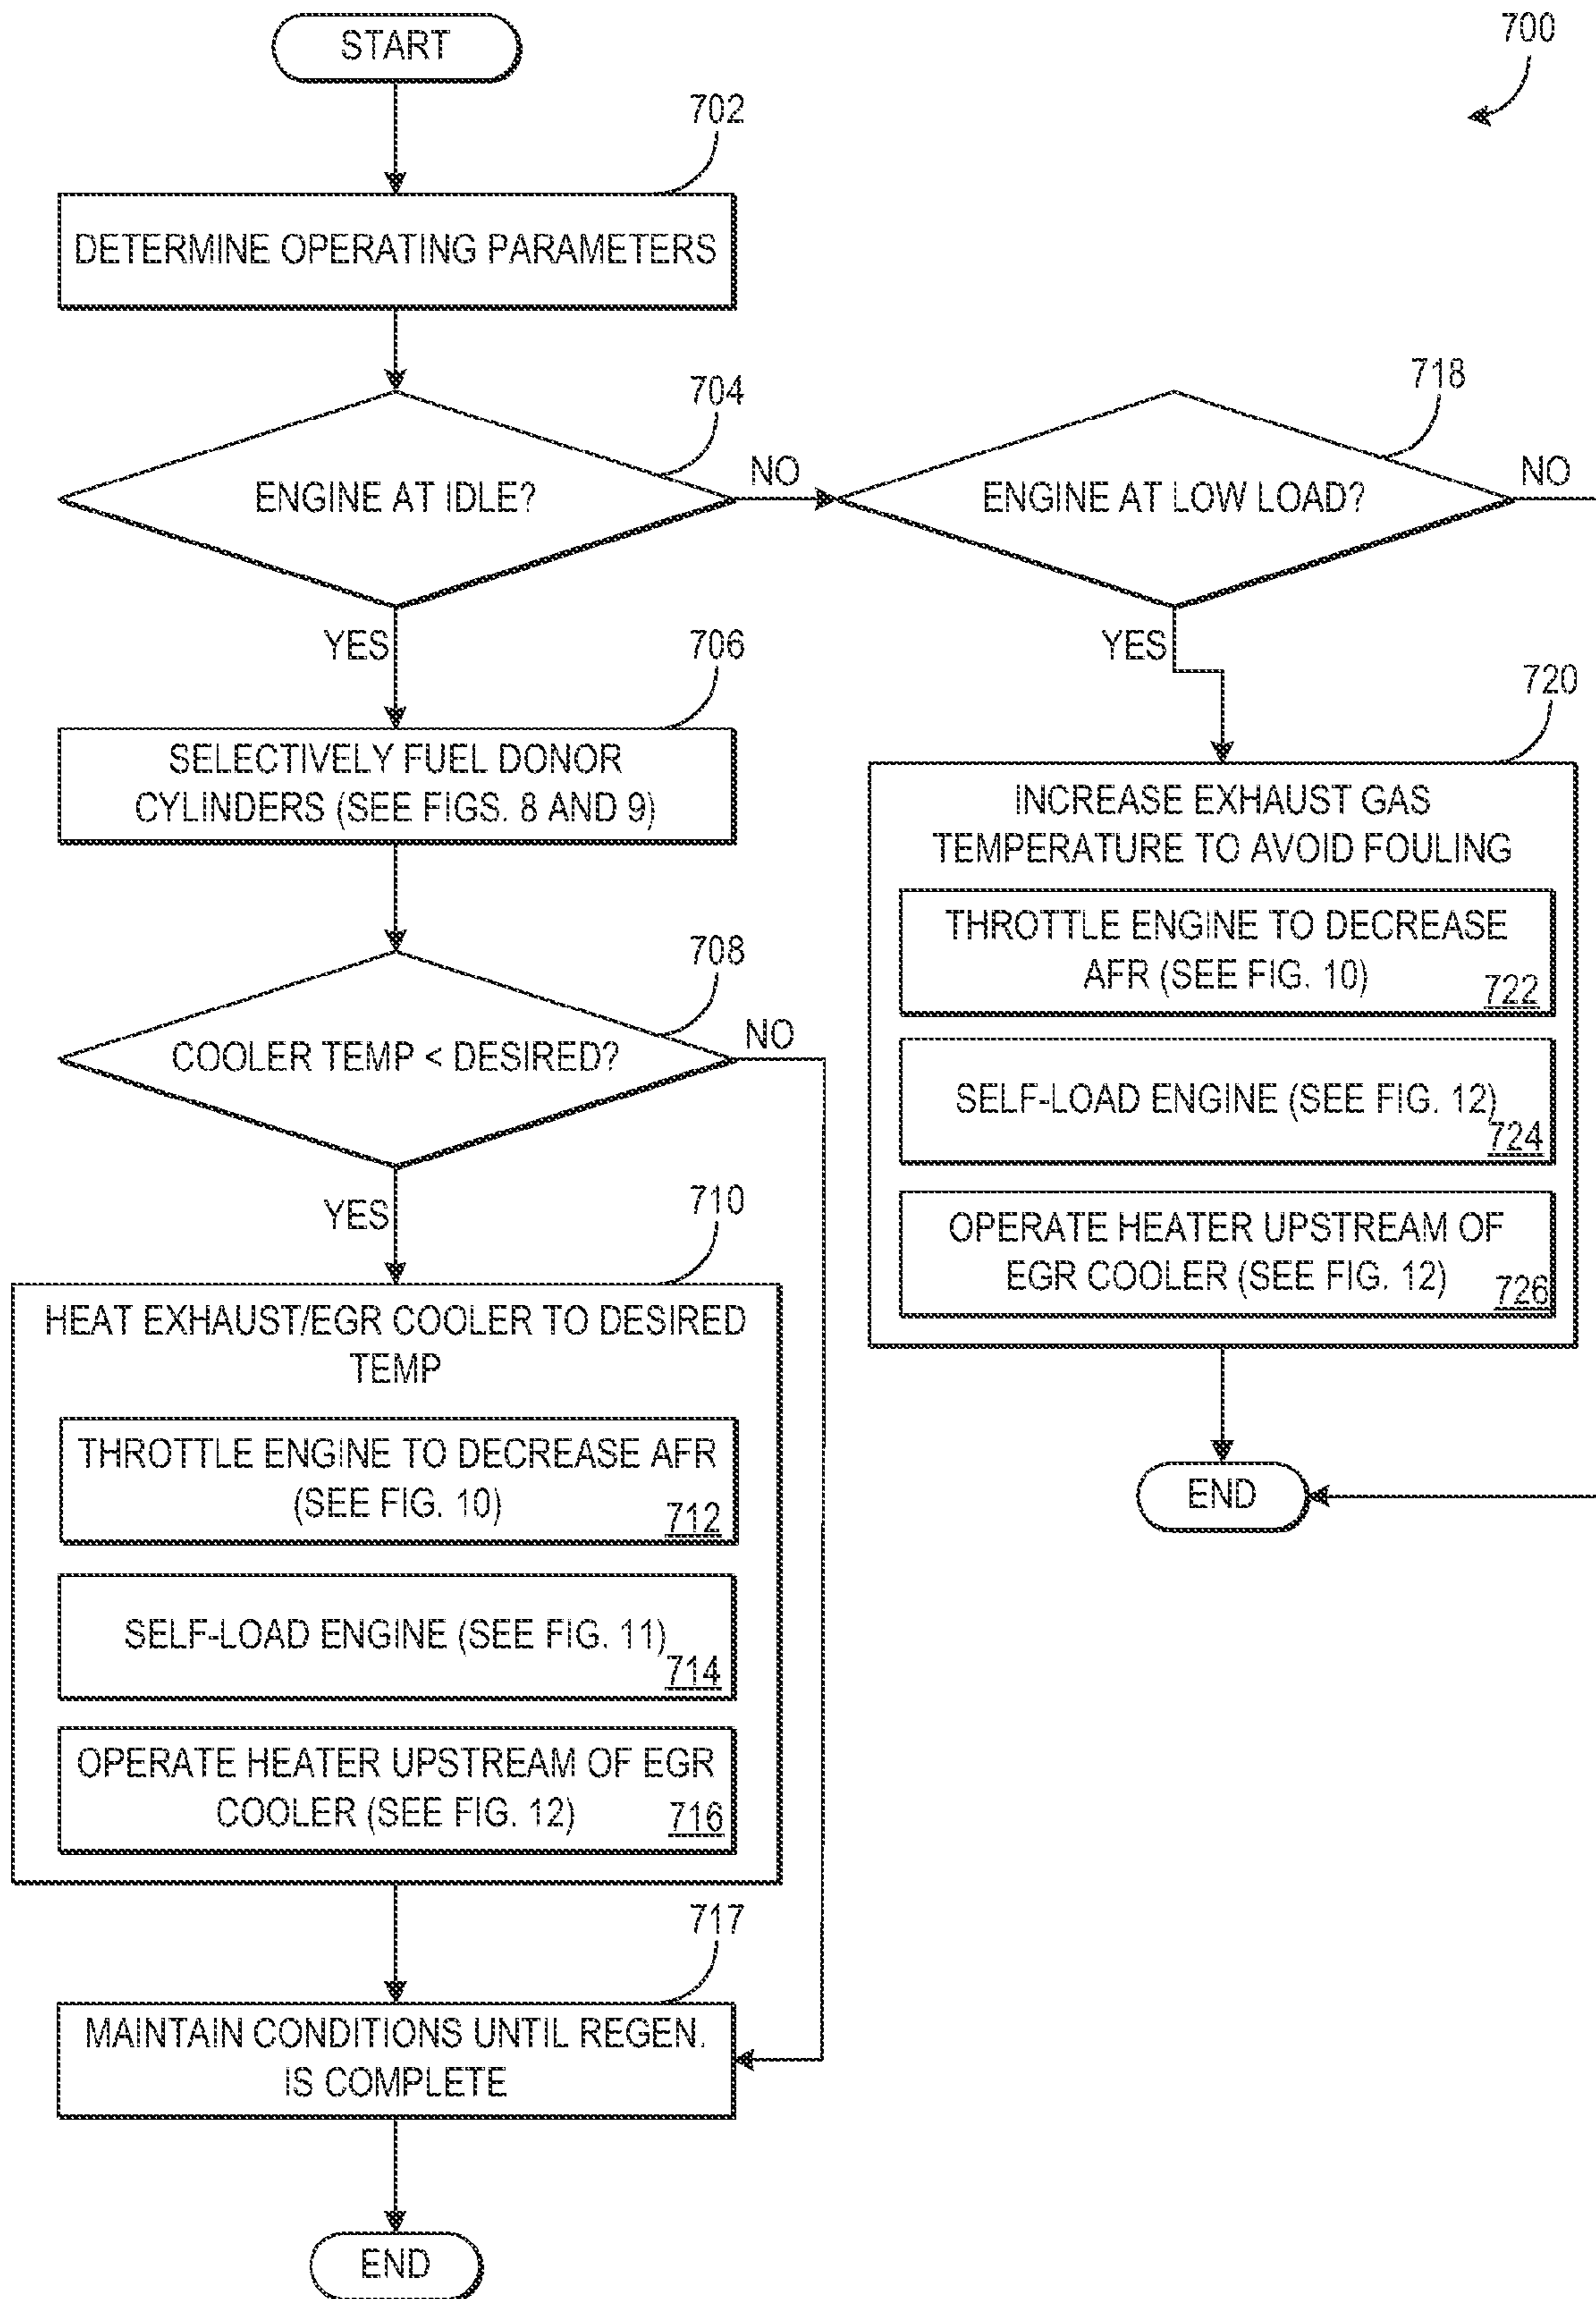 START
700
702
DETERMINE OPERATING PARAMETERS
704
ENGINE AT IDLE?
NO
718
ENGINE AT LOW LOAD?
NO
YES
706
SELECTIVELY FUEL DONOR
CYLINDERS (SEE FIGS. 8 AND 9)
708
COOLER TEMP < DESIRED?
NO
YES
710
HEAT EXHAUST/EGR COOLER TO DESIRED
TEMP
THROTTLE ENGINE TO DECREASE AFR
(SEE FIG. 10)
712
SELF-LOAD ENGINE (SEE FIG. 11)
714
OPERATE HEATER UPSTREAM OF EGR
COOLER (SEE FIG. 12)
716
717
MAINTAIN CONDITIONS UNTIL REGEN.
IS COMPLETE
END
YES
720
INCREASE EXHAUST GAS
TEMPERATURE TO AVOID FOULING
THROTTLE ENGINE TO DECREASE
AFR (SEE FIG. 10)
722
SELF-LOAD ENGINE (SEE FIG. 12)
724
OPERATE HEATER UPSTREAM OF
EGR COOLER (SEE FIG. 12)
726
END